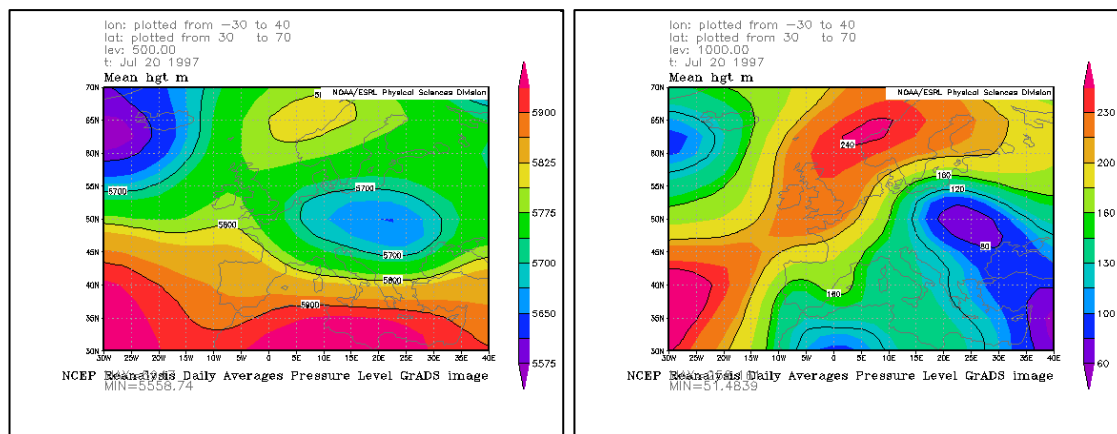 lon: plotted from -30 to 40
lat: plotted from 30 to 70
lev: 500.00
t: Jul 20 1997
Mean hgt m
NOAA/ESRL Physical Sciences Division
70N
65N
60N
55N
50N
45N
40N
35N
30N
5700
5800
5700
5700
5800
5900
30W 25W 20W 15W 10W 5W 0 5E 10E 15E 20E 25E 30E 35E 40E
5900
5825
5775
5700
5650
5575
NCEP Reanalysis Daily Averages Pressure Level GrADS image
MIN=5558.74
lon: plotted from -30 to 40
lat: plotted from 30 to 70
lev: 1000.00
t: Jul 20 1997
Mean hgt m
NOAA/ESRL Physical Sciences Division
70N
65N
60N
55N
50N
45N
40N
35N
30N
240
160
120
80
160
30W 25W 20W 15W 10W 5W 0 5E 10E 15E 20E 25E 30E 35E 40E
230
200
160
130
100
60
NCEP Reanalysis Daily Averages Pressure Level GrADS image
MIN=51.4839